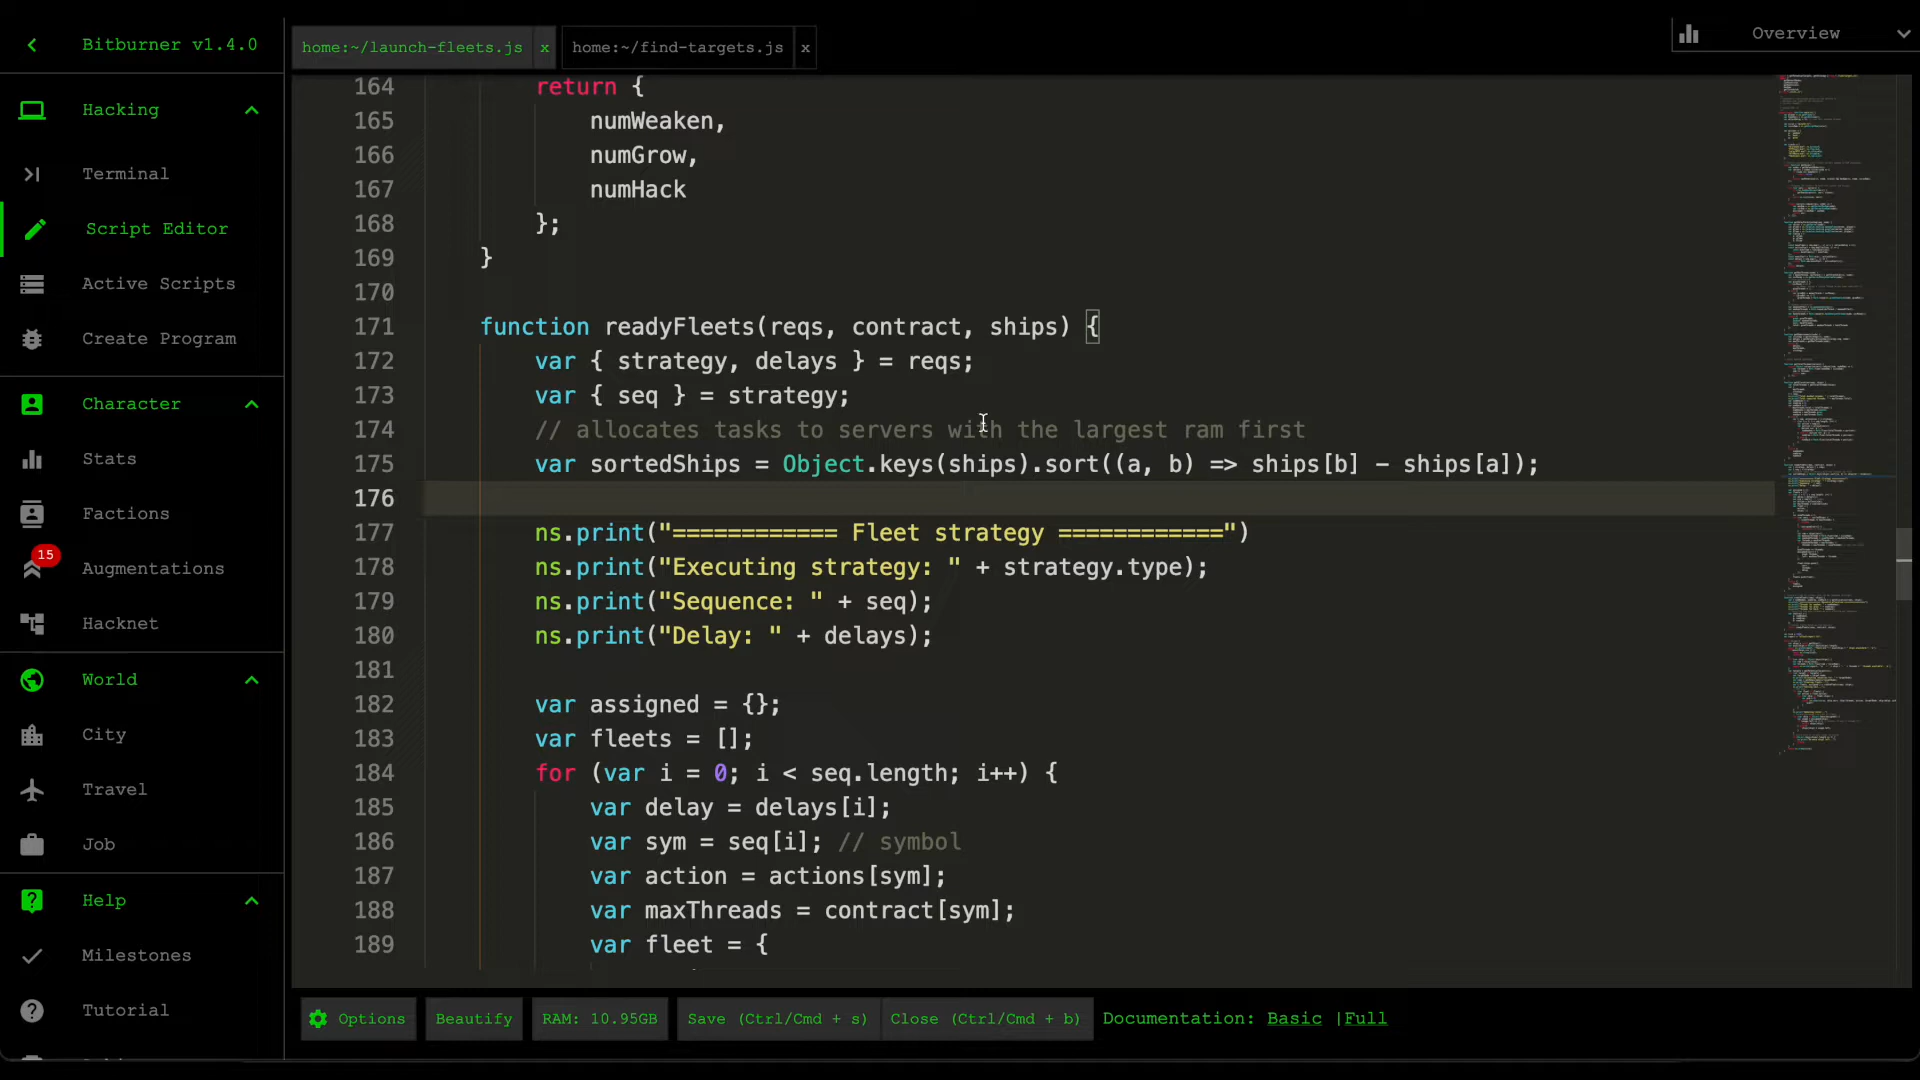 Bitburner v1.4.0
Hacking
Terminal
Script Editor
Active Scripts
Create Program
Character
Stats
Factions
15
Augmentations
Hacknet
World
City
Travel
Job
Help
Milestones
Tutorial
home:~/launch-fleets.js x
home:~/find-targets.js x
Overview
164 return {
165 numWeaken,
166 numGrow,
167 numHack
168 };
169 }
170
171 function readyFleets(reqs, contract, ships) {
172 var { strategy, delays } = reqs;
173 var { seq } = strategy;
174 // allocates tasks to servers with the largest ram first
175 var sortedShips = Object.keys(ships).sort((a, b) => ships[b] - ships[a]);
176
177 ns.print("============ Fleet strategy ============")
178 ns.print("Executing strategy: " + strategy.type);
179 ns.print("Sequence: " + seq);
180 ns.print("Delay: " + delays);
181
182 var assigned = {};
183 var fleets = [];
184 for (var i = 0; i < seq.length; i++) {
185 var delay = delays[i];
186 var sym = seq[i]; // symbol
187 var action = actions[sym];
188 var maxThreads = contract[sym];
189 var fleet = {
Options
Beautify
RAM: 10.95GB
Save (Ctrl/Cmd + s)
Close (Ctrl/Cmd + b)
Documentation: Basic |Full